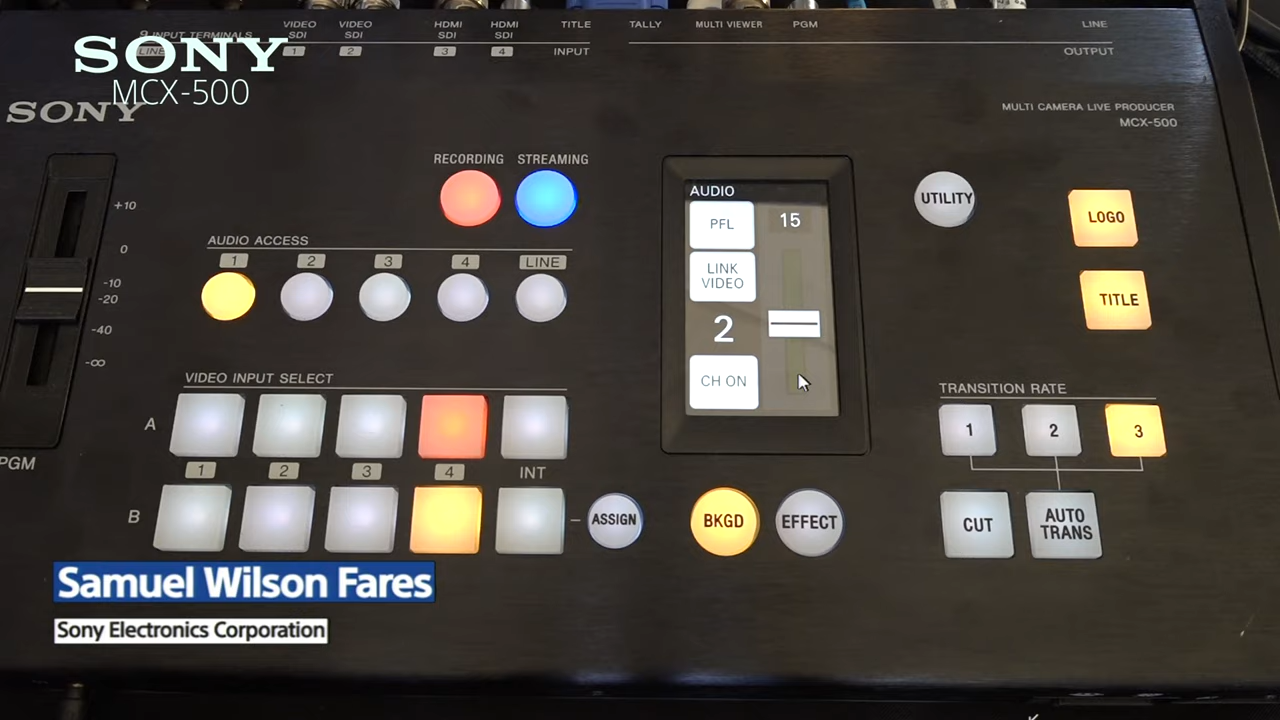 VIDEO VIDEO HDMI HDMI TITLE TALLY MULTI VIEWER PGM LINE
9 INPUT TERMINALS SDI SDI SDI SDI
LINE 1 2 3 4 INPUT OUTPUT
SONY
MCX-500
SONY
MULTI CAMERA LIVE PRODUCER
MCX-500
RECORDING STREAMING
AUDIO
PFL
15
LINK
VIDEO
2
CH ON
UTILITY
LOGO
TITLE
+10
0
-10
-20
-40
-∞
PGM
AUDIO ACCESS
1 2 3 4 LINE
VIDEO INPUT SELECT
A
1 2 3 4 INT
B
ASSIGN
BKGD
EFFECT
TRANSITION RATE
1 2 3
CUT
AUTO
TRANS
Samuel Wilson Fares
Sony Electronics Corporation